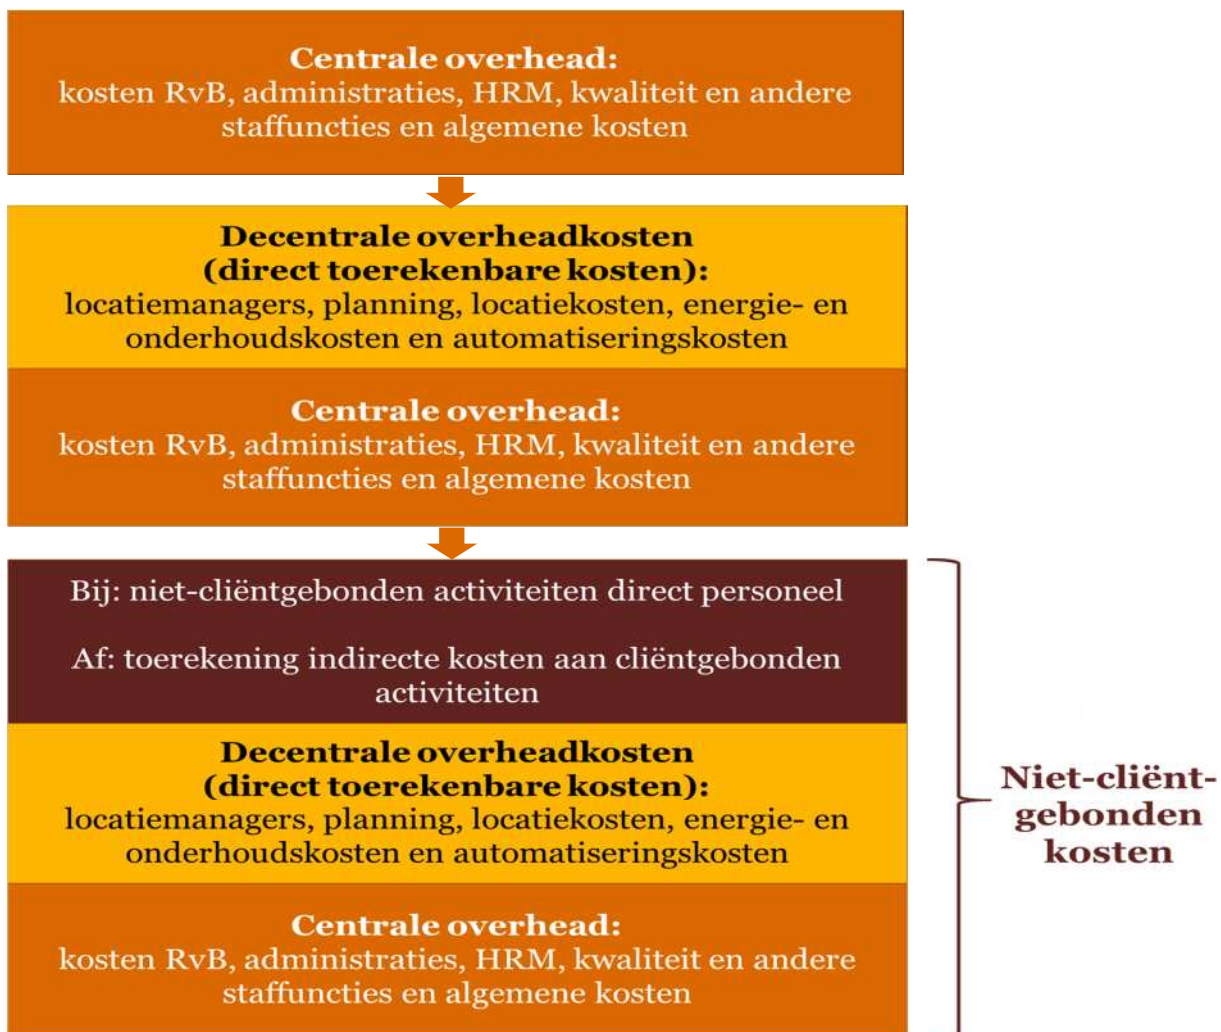 Centrale overhead:
kosten RvB, administraties, HRM, kwaliteit en andere
staffuncties en algemene kosten
Decentrale overheadkosten
(direct toerekenbare kosten):
locatiemanagers, planning, locatiekosten, energie- en
onderhoudskosten en automatiseringskosten
Centrale overhead:
kosten RvB, administraties, HRM, kwaliteit en andere
staffuncties en algemene kosten
Bij: niet-cliëntgebonden activiteiten direct personeel
Af: toerekening indirecte kosten aan cliëntgebonden
activiteiten
Decentrale overheadkosten
(direct toerekenbare kosten):
locatiemanagers, planning, locatiekosten, energie- en
onderhoudskosten en automatiseringskosten
Centrale overhead:
kosten RvB, administraties, HRM, kwaliteit en andere
staffuncties en algemene kosten
Niet-cliënt-
gebonden
kosten